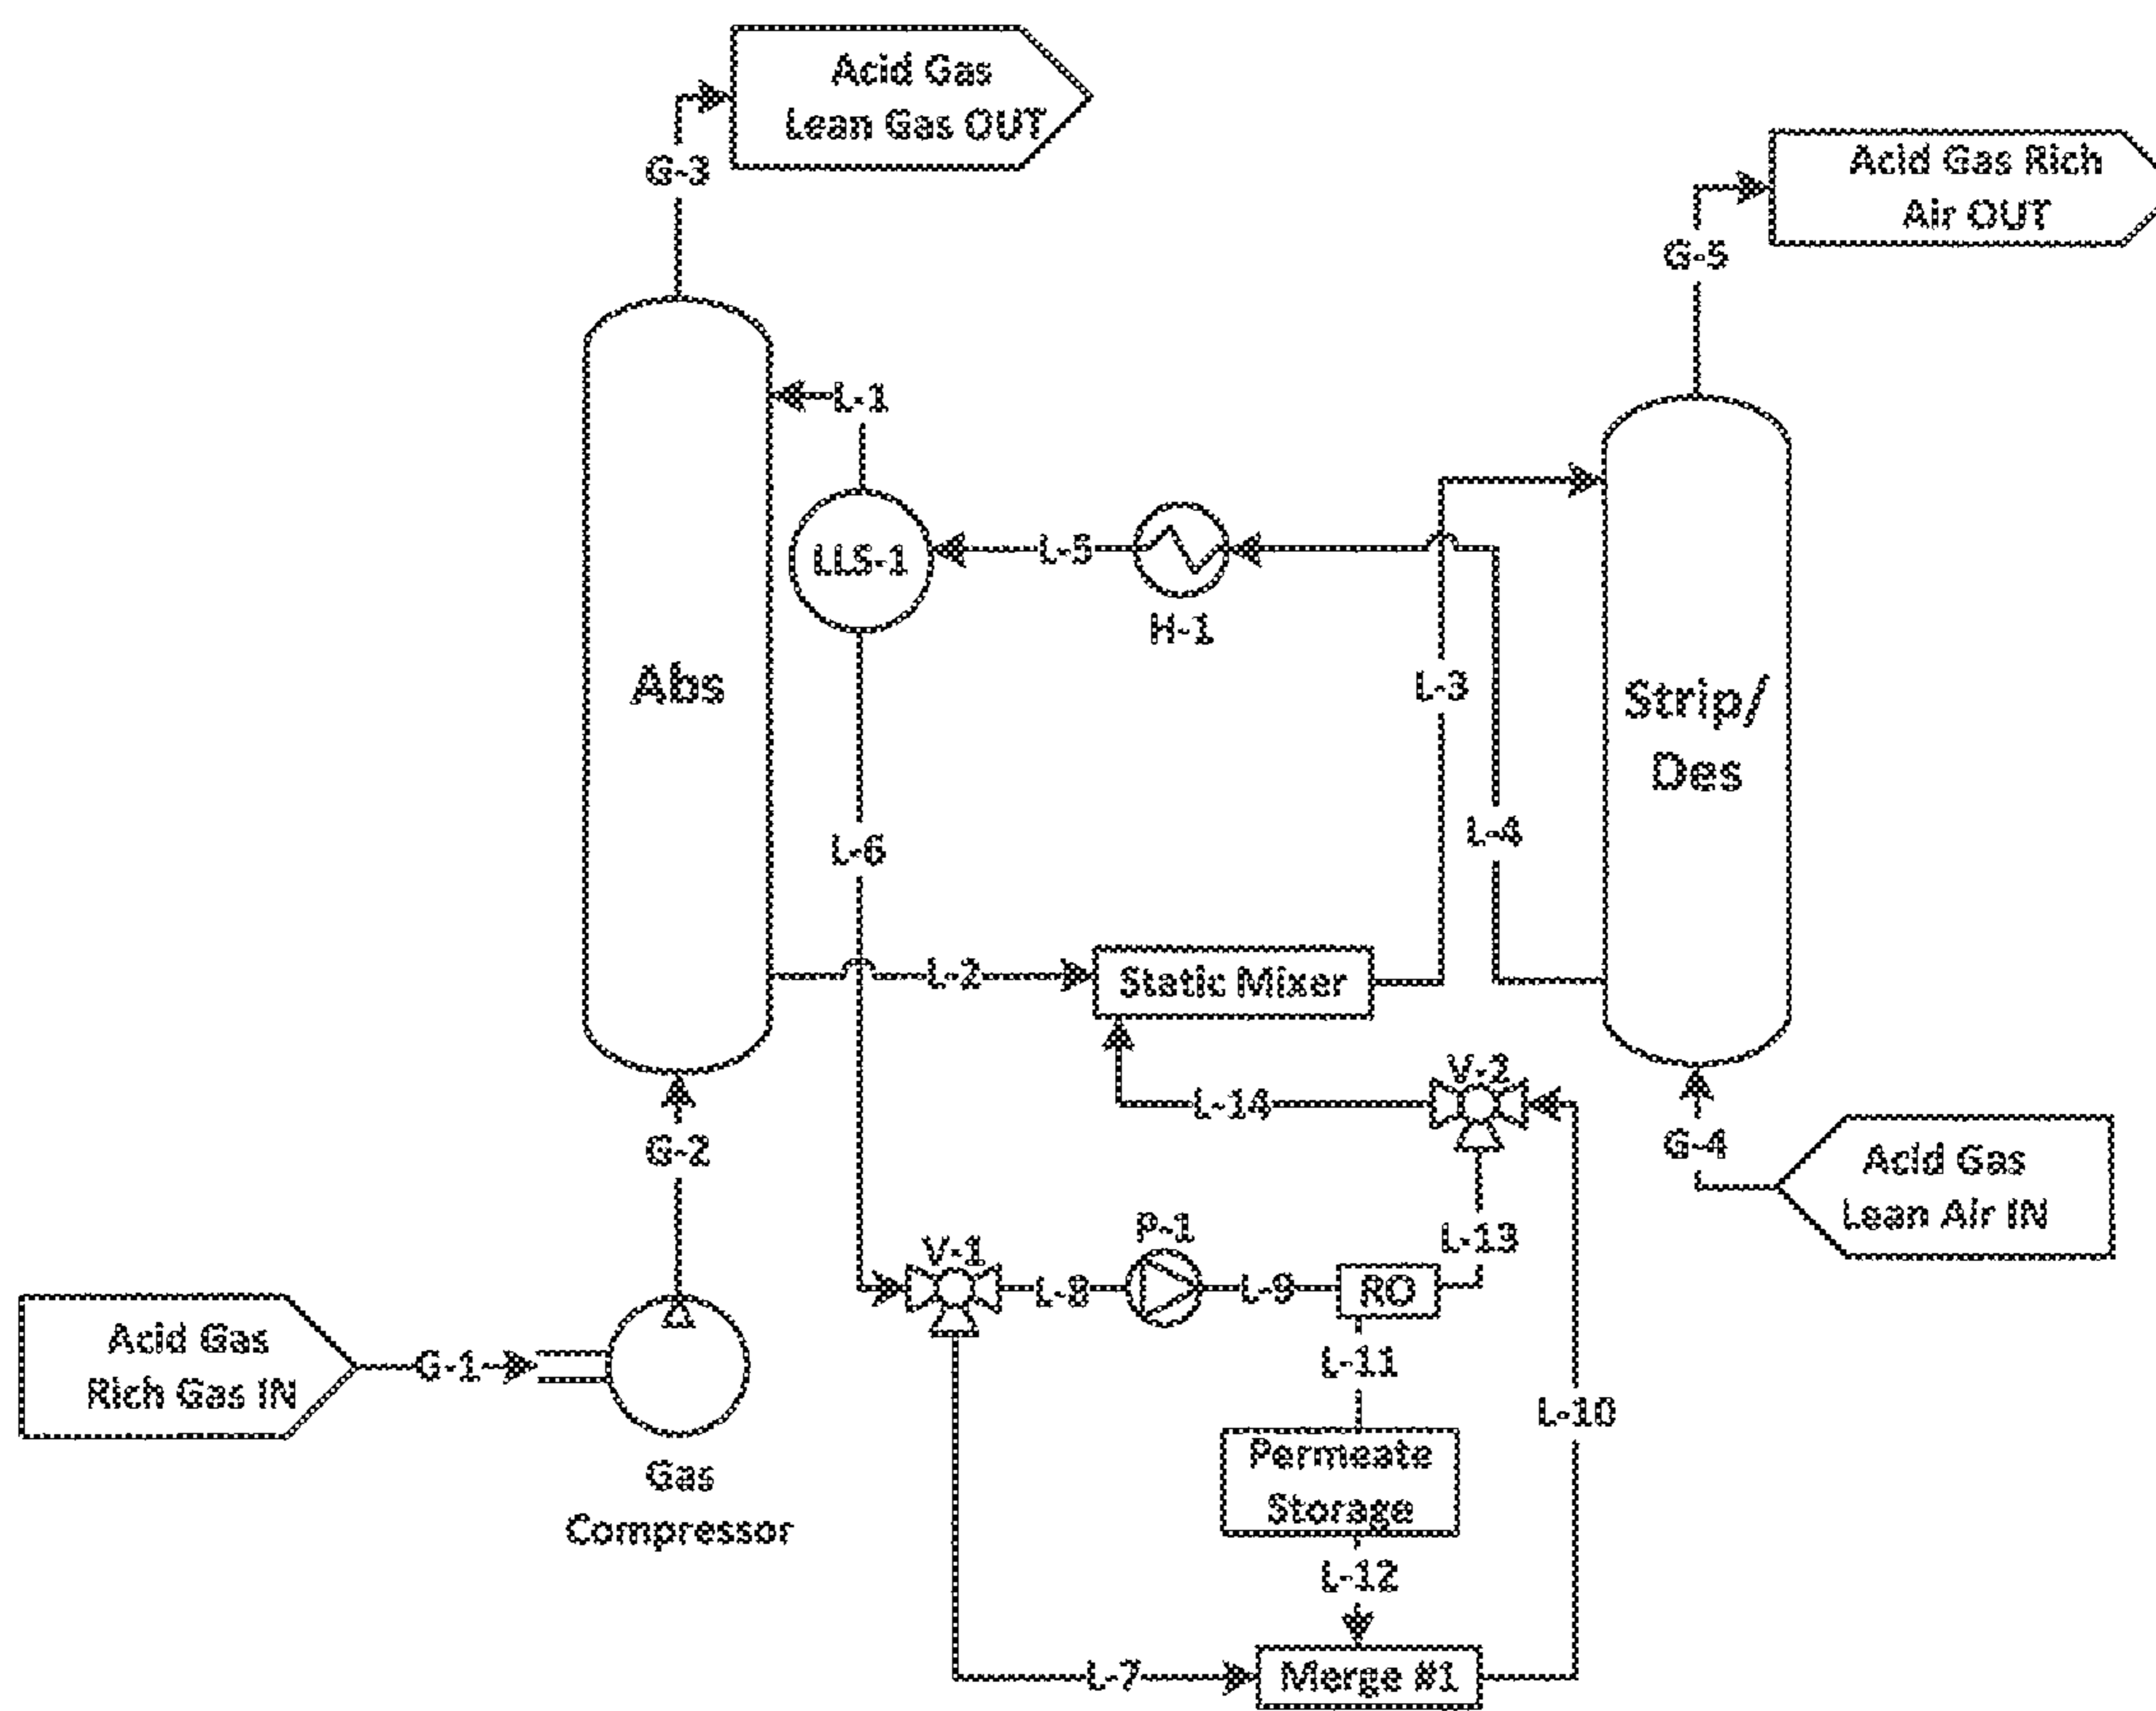 Acid Gas
Lean Gas OUT
G-3
Acid Gas Rich
Air OUT
G-5
L-1
LLS-1
L-5
H-1
Abs
L-3
Strip/
Des
L-4
L-6
L-2
Static Mixer
V-2
L-14
G-2
G-4
Acid Gas
Lean Air IN
P-1
L-13
V-1
L-8
L-9
RO
Acid Gas
Rich Gas IN
G-1
L-11
L-10
Gas
Compressor
Permeate
Storage
L-12
L-7
Merge #1